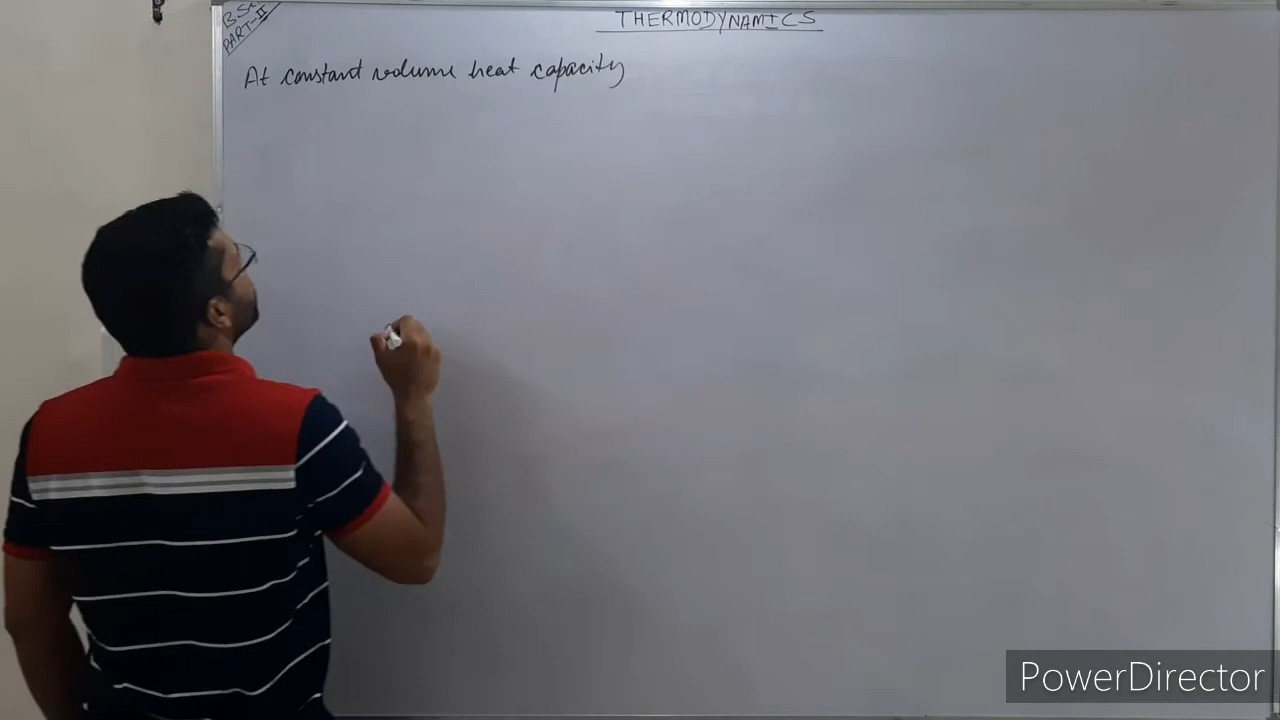 B.Sc
PART-II
THERMODYNAMICS
At constant volume heat capacity
PowerDirector